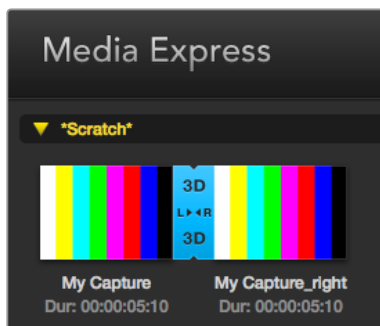 Media Express
*Scratch*
3D
L▶◀R
3D
My Capture
My Capture_right
Dur: 00:00:05:10
Dur: 00:00:05:10